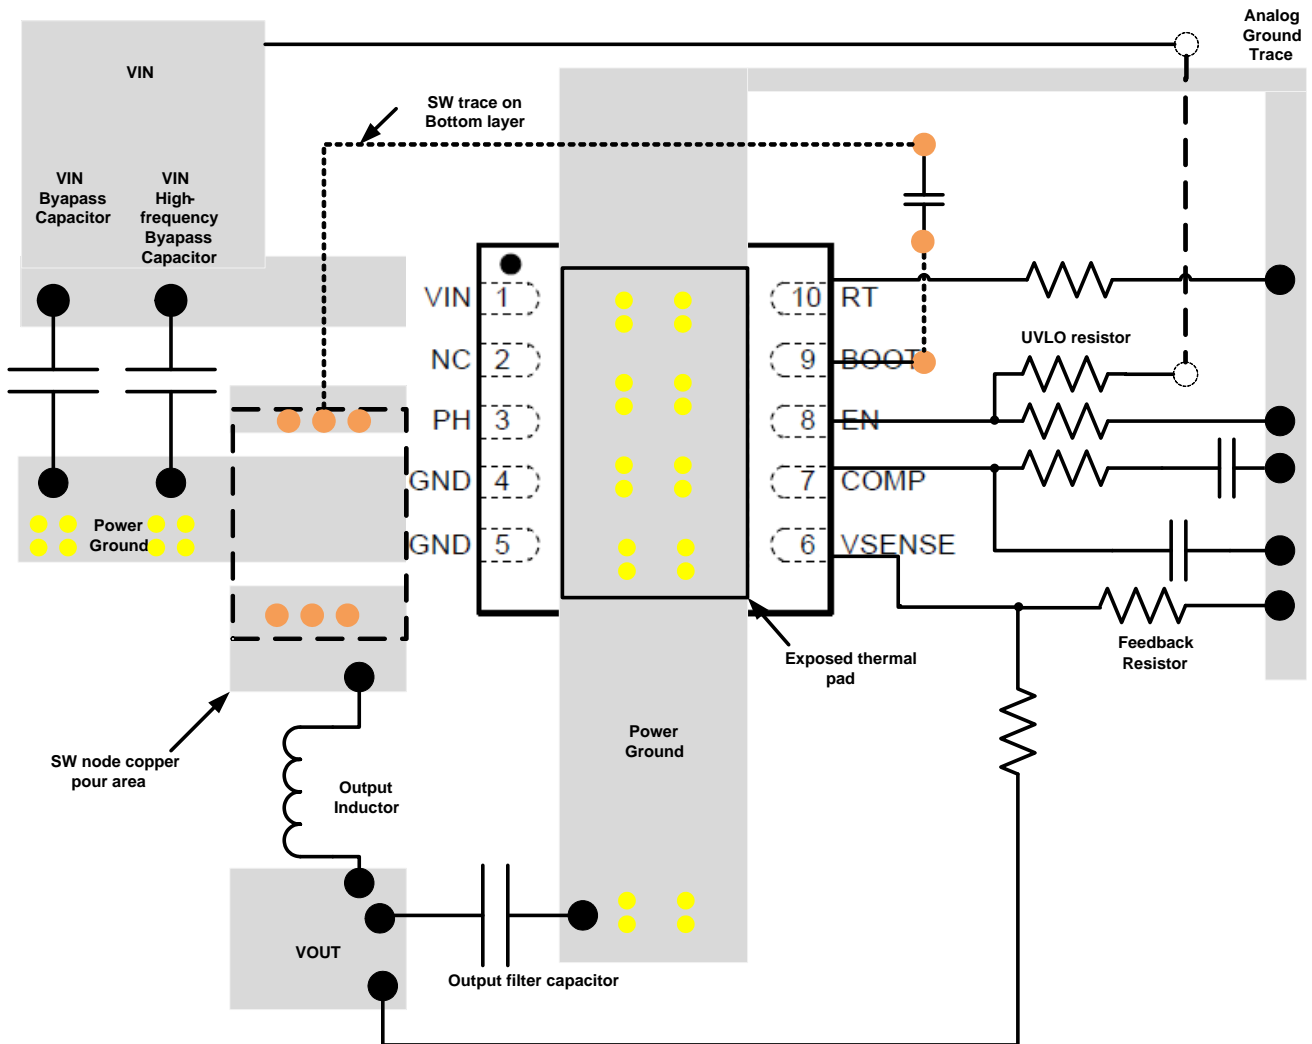 Analog
Ground
Trace
VIN
SW trace on
Bottom layer
VIN
Byapass
Capacitor
VIN
High-
frequency
Byapass
Capacitor
VIN 1
10 RT
UVLO resistor
NC 2
9 BOOT
PH 3
8 EN
GND 4
7 COMP
Power
Ground
GND 5
6 VSENSE
Exposed thermal
pad
Feedback
Resistor
Power
Ground
SW node copper
pour area
Output
Inductor
VOUT
Output filter capacitor